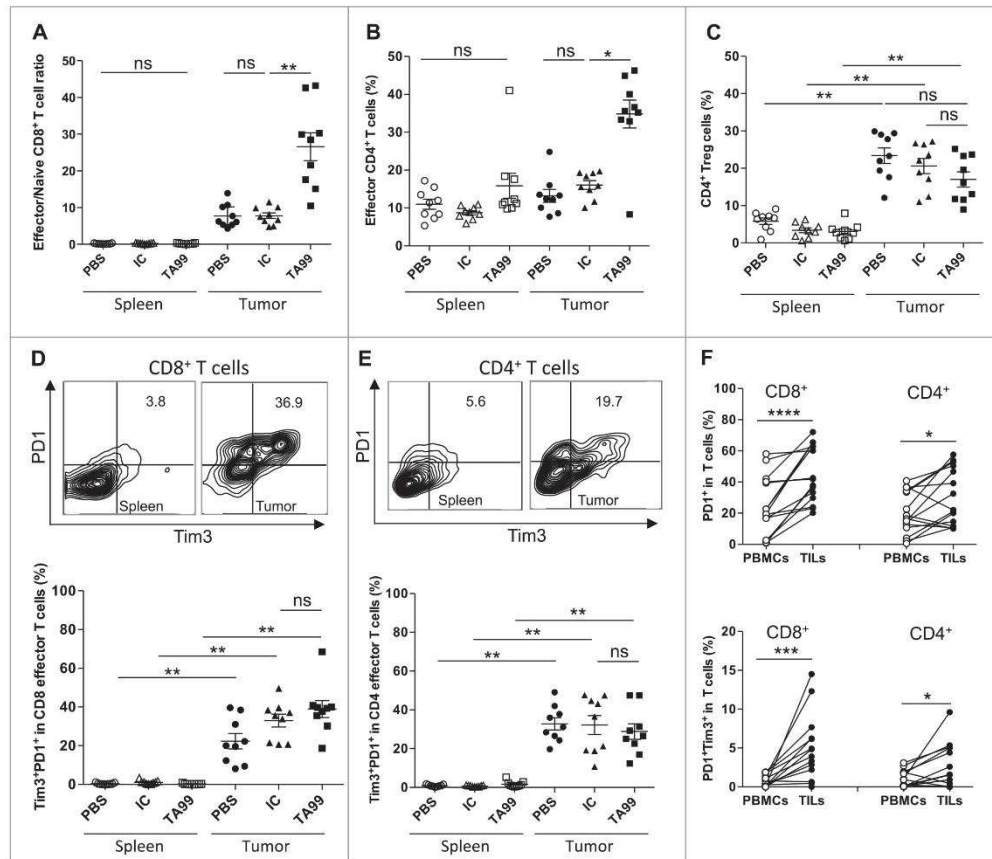 A
ns
ns
**
Effector/Naive CD8+ T cell ratio
50
40
30
20
10
0
PBS
IC
TA99
PBS
IC
TA99
Spleen
Tumor
B
ns
ns
*
Effector CD4+ T cells (%)
50
40
30
20
10
0
PBS
IC
TA99
PBS
IC
TA99
Spleen
Tumor
C
**
**
**
ns
ns
CD4+ Treg cells (%)
50
40
30
20
10
0
PBS
IC
TA99
PBS
IC
TA99
Spleen
Tumor
D
CD8+ T cells
PD1
3.8
Spleen
36.9
Tumor
Tim3
Tim3+PD1+ in CD8 effector T cells (%)
100
80
60
40
20
0
ns
**
**
**
PBS
IC
TA99
PBS
IC
TA99
Spleen
Tumor
E
CD4+ T cells
PD1
5.6
Spleen
19.7
Tumor
Tim3
Tim3+PD1+ in CD4 effector T cells (%)
100
80
60
40
20
0
**
**
**
ns
PBS
IC
TA99
PBS
IC
TA99
Spleen
Tumor
F
CD8+
CD4+
****
*
PD1+ in T cells (%)
100
80
60
40
20
0
PBMCs
TILs
PBMCs
TILs
CD8+
CD4+
***
*
PD1+Tim3+ in T cells (%)
15
10
5
0
PBMCs
TILs
PBMCs
TILs